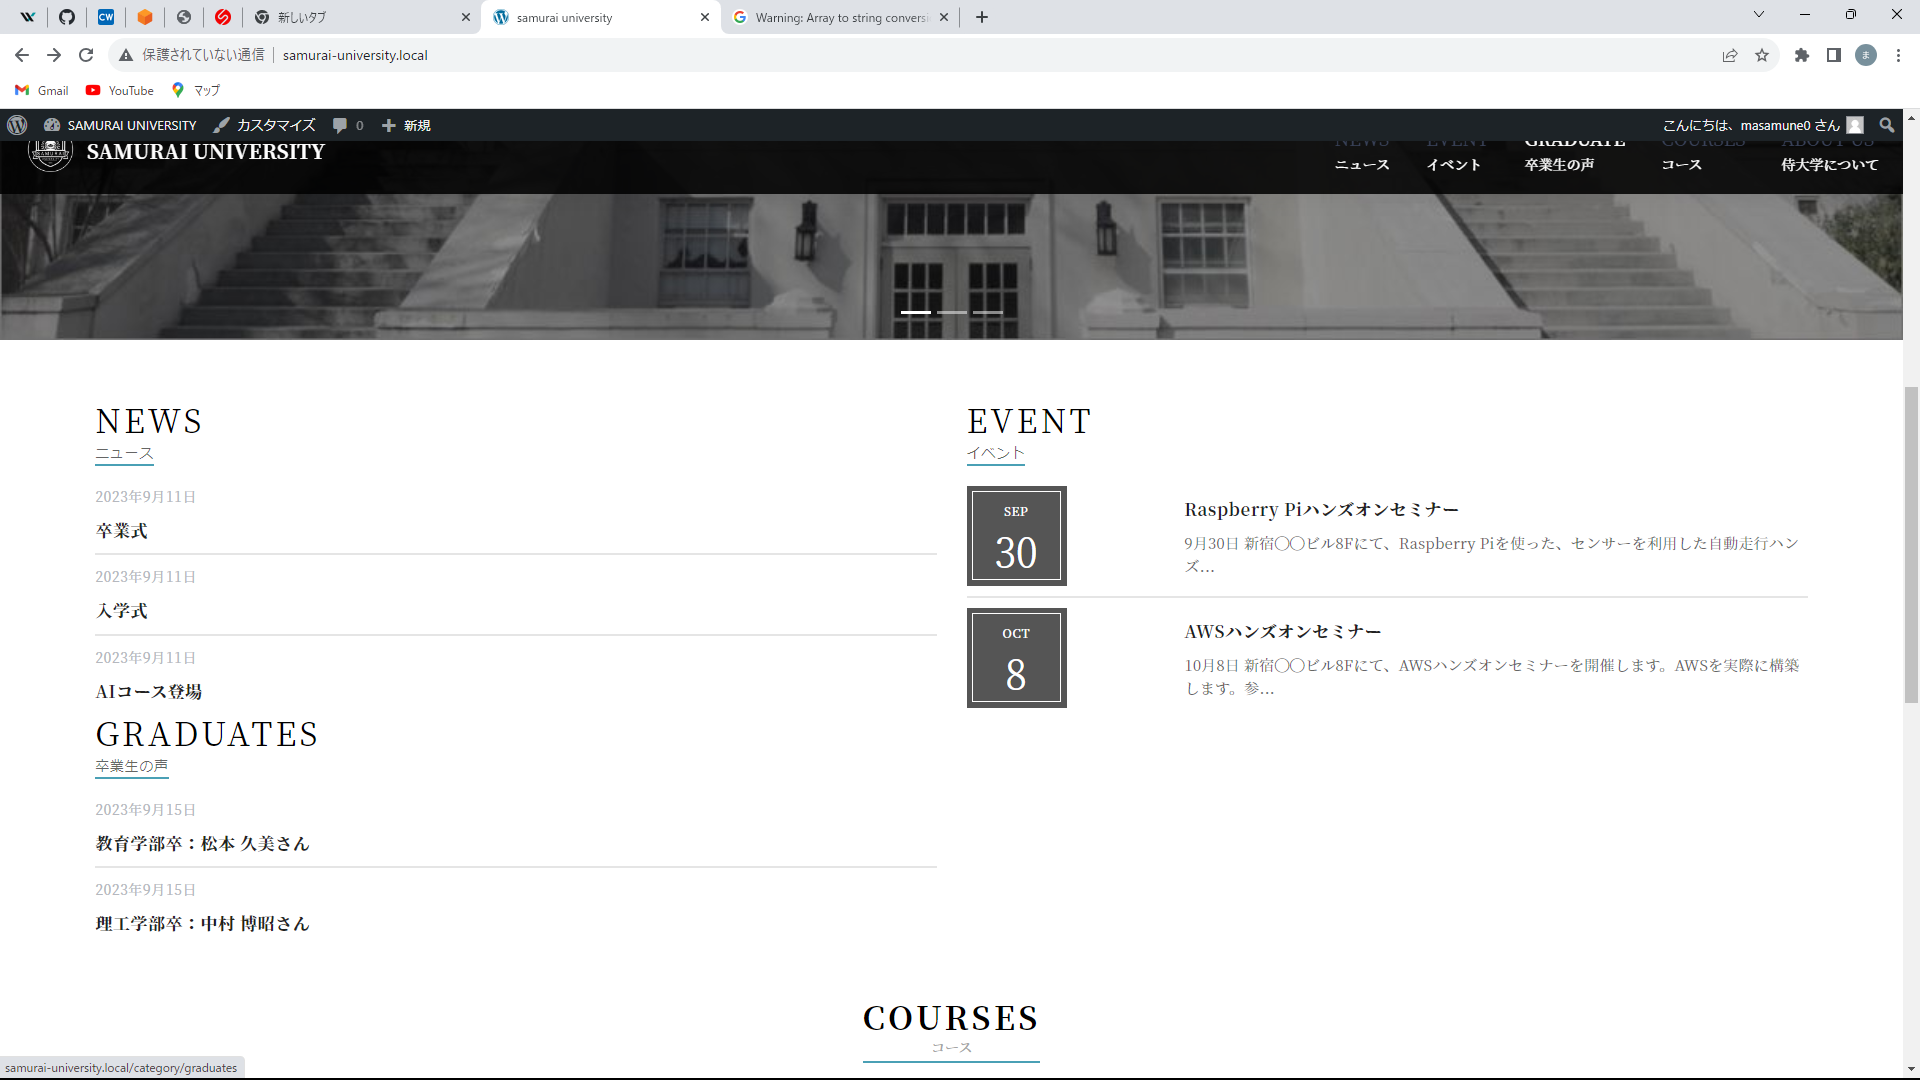 新しいタブ
samurai university
Warning: Array to string conversi
保護されていない通信
samurai-university.local
Gmail
YouTube
マップ
SAMURAI UNIVERSITY
カスタマイズ
0
新規
こんにちは、masamune0 さん
SAMURAI UNIVERSITY
NEWS
ニュース
EVENT
イベント
GRADUATE
卒業生の声
COURSES
コース
ABOUT US
侍大学について
NEWS
ニュース
2023年9月11日
卒業式
2023年9月11日
入学式
2023年9月11日
AIコース登場
EVENT
イベント
SEP
30
Raspberry Piハンズオンセミナー
9月30日 新宿〇〇ビル8Fにて、Raspberry Piを使った、センサーを利用した自動走行ハン
ズ...
OCT
8
AWSハンズオンセミナー
10月8日 新宿〇〇ビル8Fにて、AWSハンズオンセミナーを開催します。AWSを実際に構築
します。参...
GRADUATES
卒業生の声
2023年9月15日
教育学部卒：松本 久美さん
2023年9月15日
理工学部卒：中村 博昭さん
COURSES
コース
samurai-university.local/category/graduates